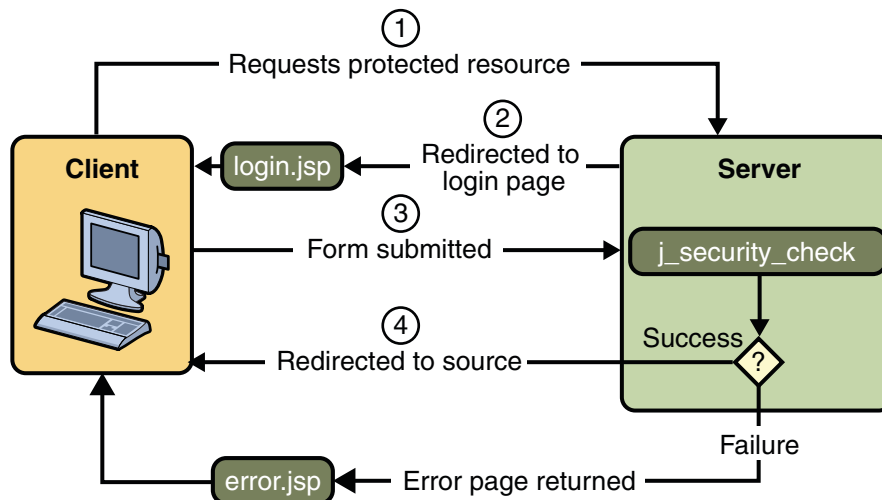 1
Requests protected resource
Client
login.jsp
2
Redirected to
login page
Server
3
Form submitted
j_security_check
4
Redirected to source
Success
?
Failure
error.jsp
Error page returned